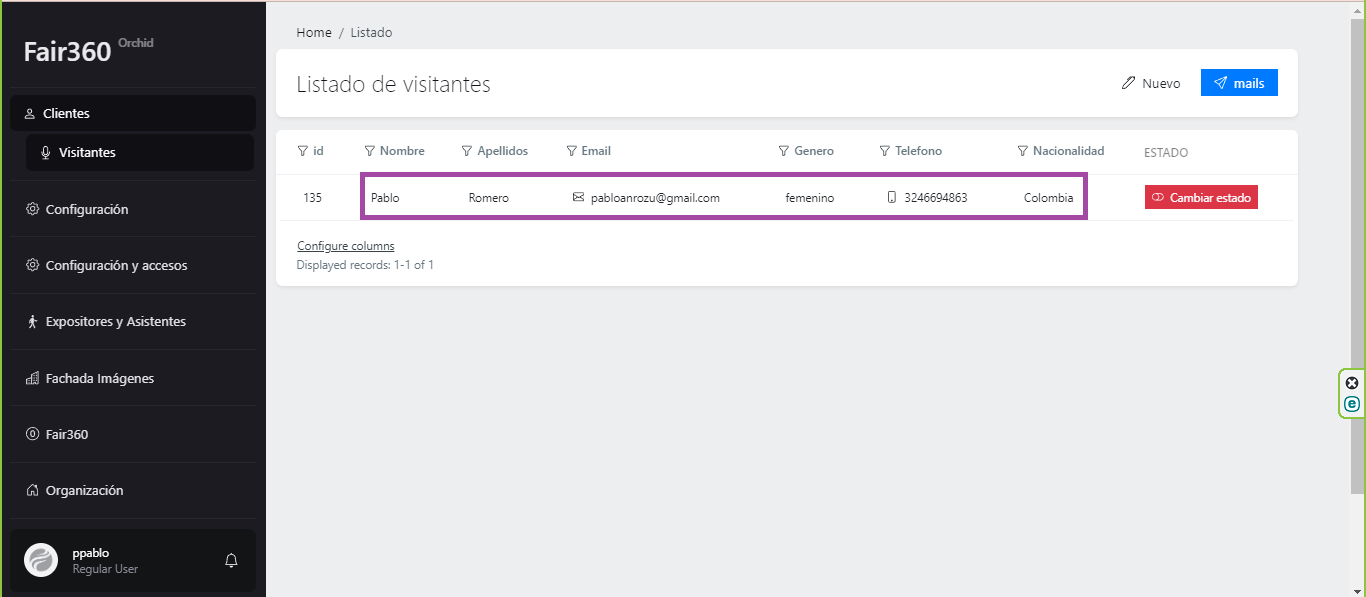 Fair360 Orchid
Clientes
Visitantes
Configuración
Configuración y accesos
Expositores y Asistentes
Fachada Imágenes
Fair360
Organización
ppablo
Regular User
Home / Listado
Listado de visitantes
Nuevo
mails
id Nombre Apellidos Email Genero Telefono Nacionalidad ESTADO
135 Pablo Romero pabloanrozu@gmail.com femenino 3246694863 Colombia Cambiar estado
Configure columns
Displayed records: 1-1 of 1